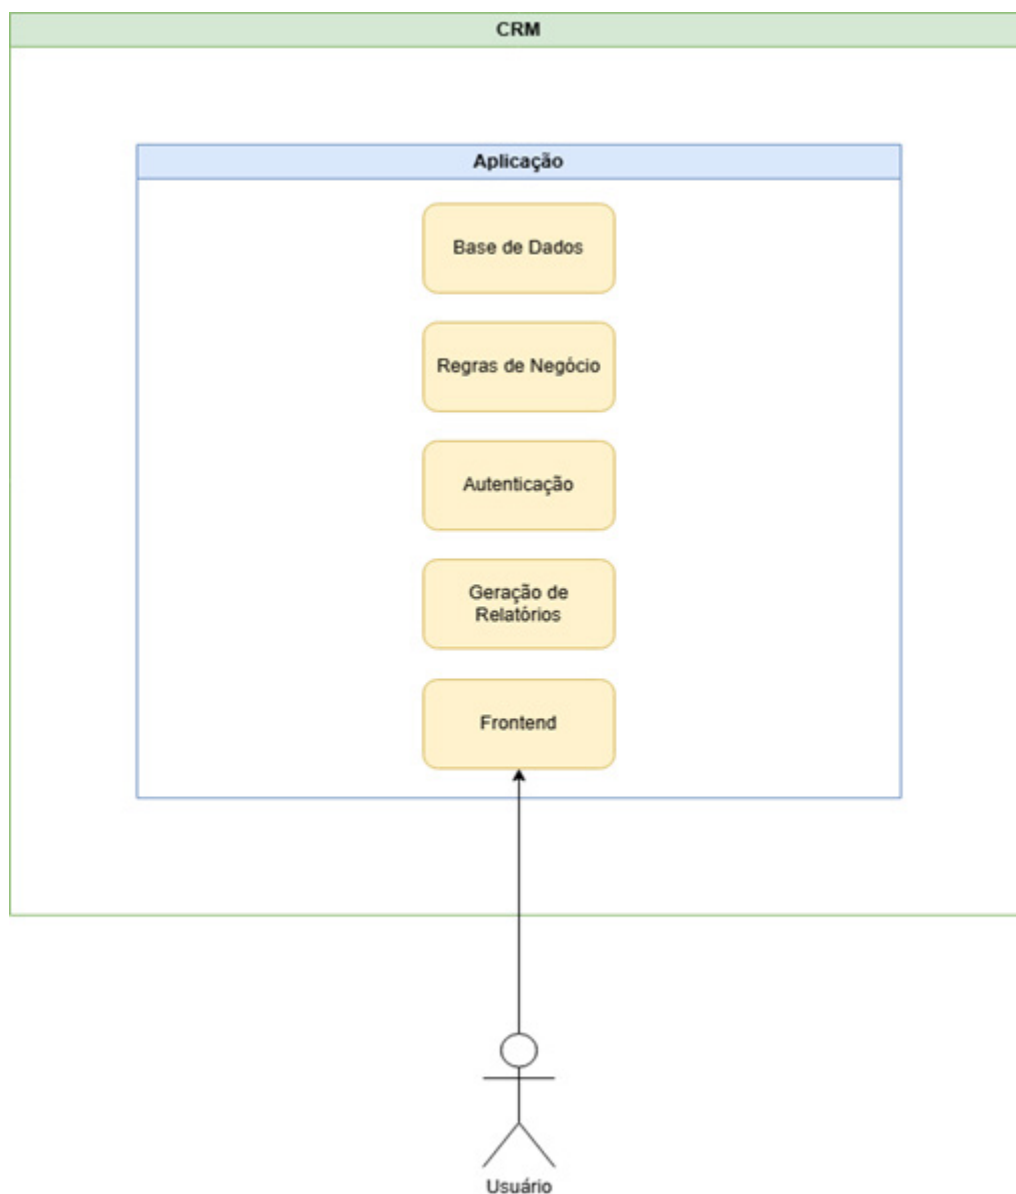 CRM
Aplicação
Base de Dados
Regras de Negócio
Autenticação
Geração de
Relatórios
Frontend
Usuário